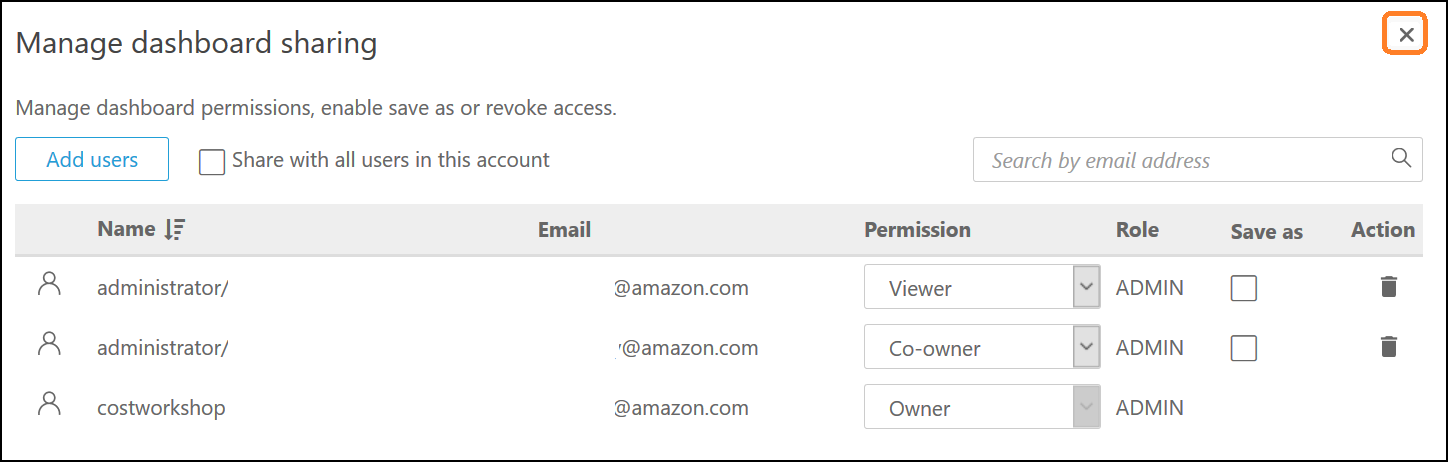 Manage dashboard sharing
Manage dashboard permissions, enable save as or revoke access.
Add users Share with all users in this account Search by email address
Name Email Permission Role Save as Action
administrator/ @amazon.com Viewer ADMIN
administrator/ @amazon.com Co-owner ADMIN
costworkshop @amazon.com Owner ADMIN